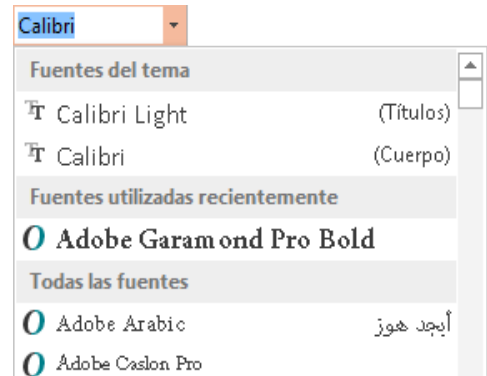 Calibri
Fuentes del tema
Calibri Light (Títulos)
Calibri (Cuerpo)
Fuentes utilizadas recientemente
Adobe Garamond Pro Bold
Todas las fuentes
Adobe Arabic أبجد هوز
Adobe Caslon Pro